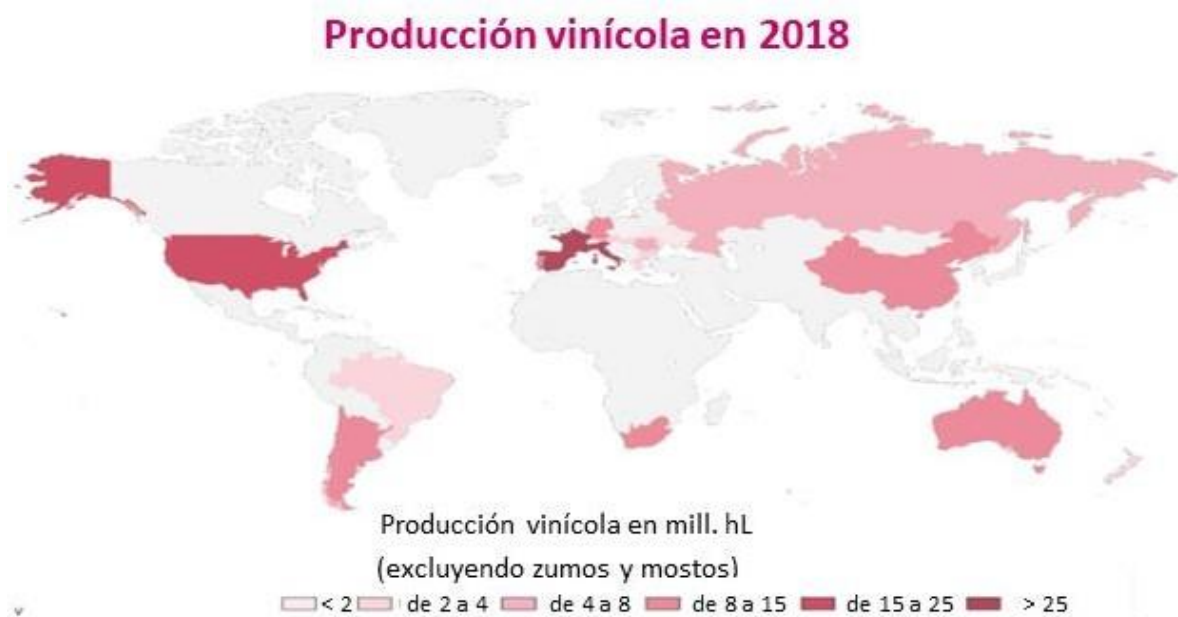 Producción vinícola en 2018
Producción vinícola en mill. hL
(excluyendo zumos y mostos)
< 2 de 2 a 4 de 4 a 8 de 8 a 15 de 15 a 25 > 25